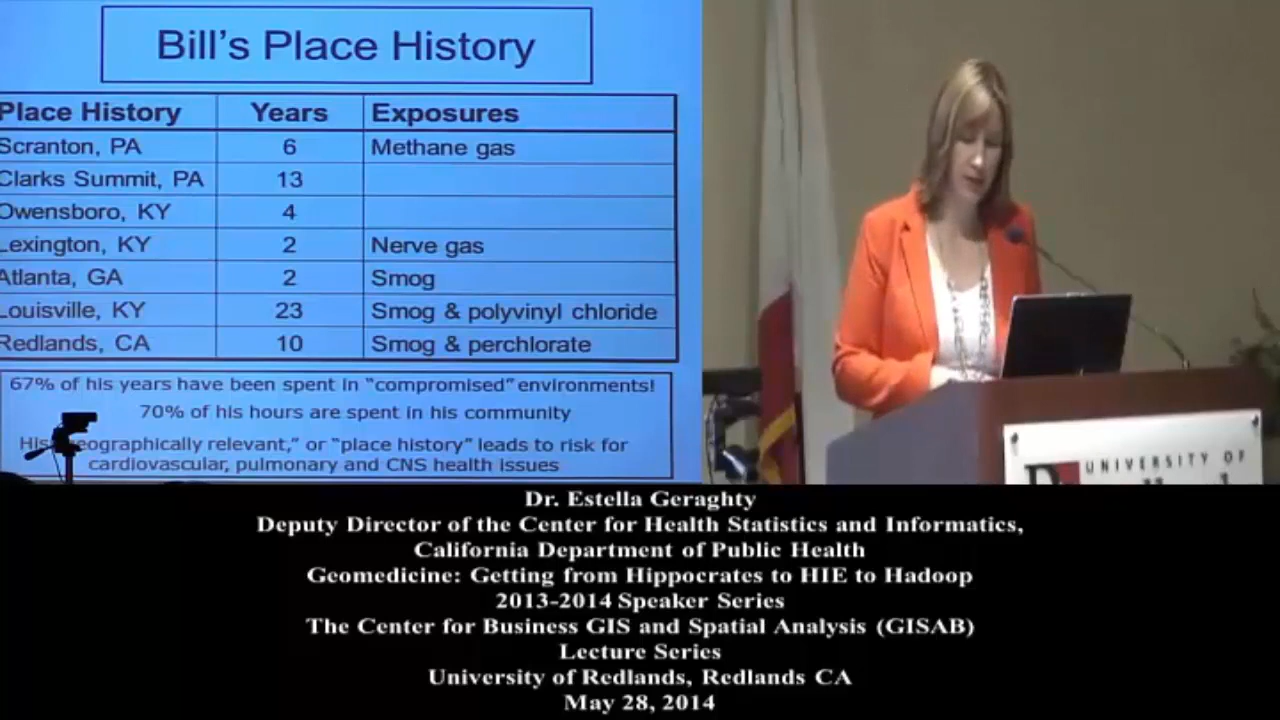 Bill's Place History
Place History Years Exposures
Scranton, PA 6 Methane gas
Clarks Summit, PA 13
Owensboro, KY 4
Lexington, KY 2 Nerve gas
Atlanta, GA 2 Smog
Louisville, KY 23 Smog & polyvinyl chloride
Redlands, CA 10 Smog & perchlorate
67% of his years have been spent in "compromised" environments!
70% of his hours are spent in his community
His eographically relevant," or "place history" leads to risk for
cardiovascular, pulmonary and CNS health issues
UNIVERSITY OF
Dr. Estella Geraghty
Deputy Director of the Center for Health Statistics and Informatics,
California Department of Public Health
Geomedicine: Getting from Hippocrates to HIE to Hadoop
2013-2014 Speaker Series
The Center for Business GIS and Spatial Analysis (GISAB)
Lecture Series
University of Redlands, Redlands CA
May 28, 2014